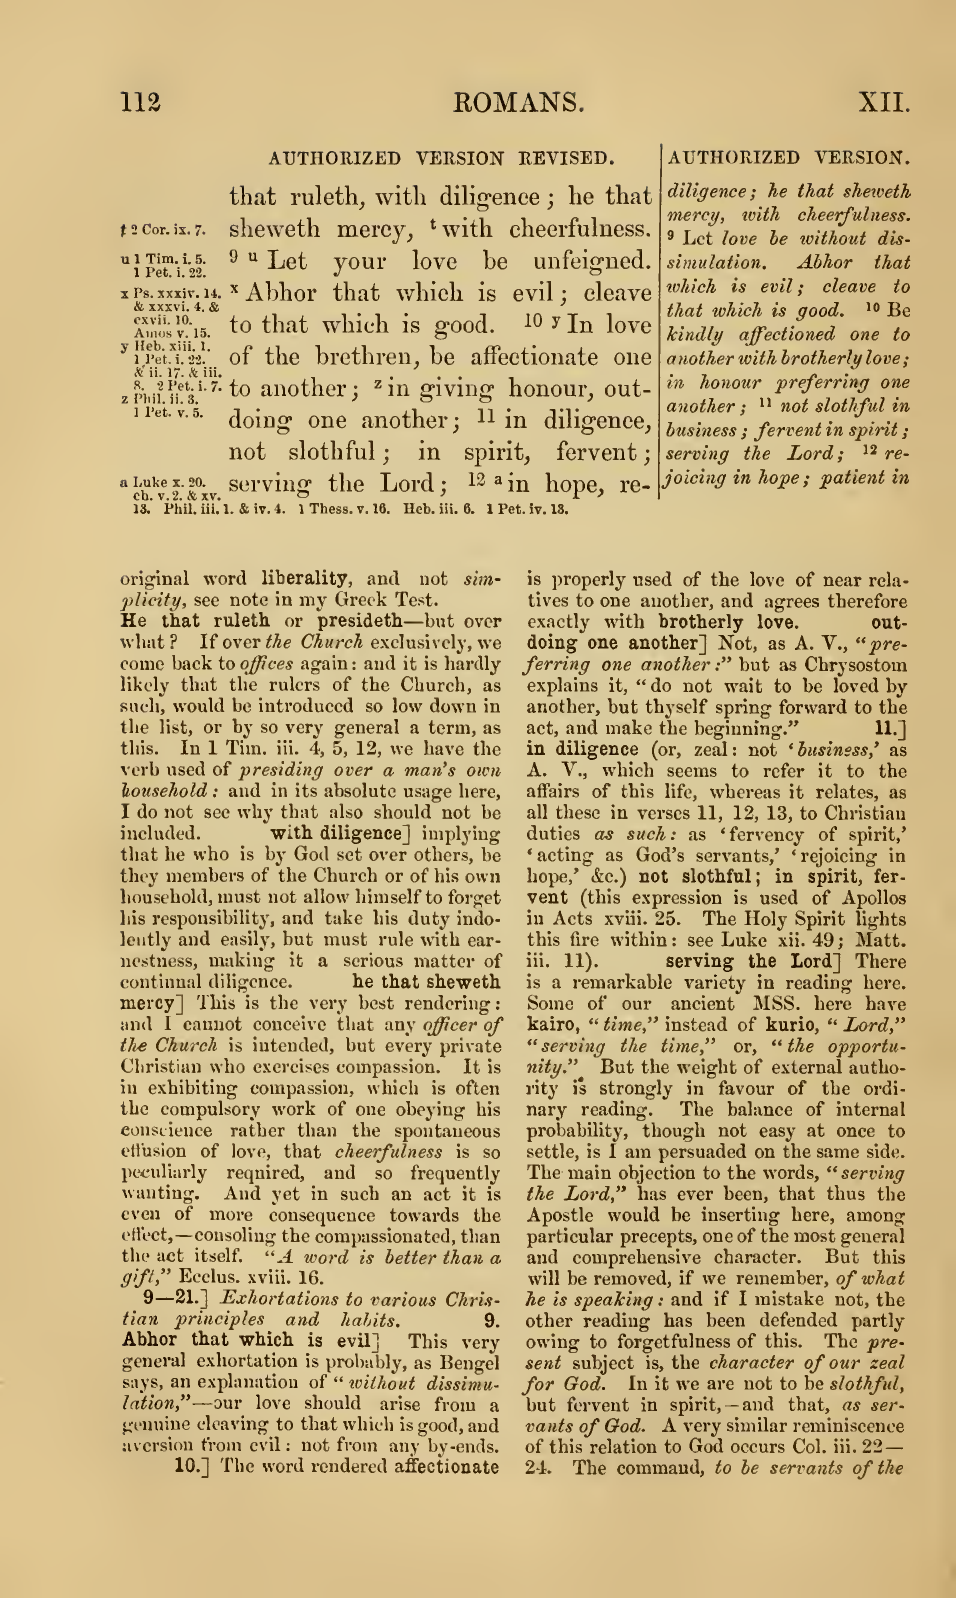 112 ROMANS. XII.
AUTHORIZED VERSION REVISED.
that ruleth, with diligence; he that
sheweth mercy, t with cheerfulness.
9 u Let your love be unfeigned.
x Abhor that which is evil; cleave
to that which is good. 10 y In love
of the brethren, be affectionate one
to another; z in giving honour, out-
doing one another; 11 in diligence,
not slothful; in spirit, fervent;
serving the Lord; 12 a in hope, re-
t 2 Cor. ix. 7.
u 1 Tim. i. 5.
1 Pet. i. 22.
x Ps. xxxiv. 14.
& xxxvi. 4. &
cxvii. 10.
Amos v. 15.
y Heb. xiii. 1.
1 Pet. i. 22.
& ii. 17. & iii.
8. 2 Pet. i. 7.
z Phil. ii. 3.
1 Pet. v. 5.
a Luke x. 20.
ch. v. 2. & xv.
13. Phil. iii. 1. & iv. 4. 1 Thess. v. 16. Heb. iii. 6. 1 Pet. iv. 13.
AUTHORIZED VERSION.
diligence; he that sheweth
mercy, with cheerfulness.
9 Let love be without dis-
simulation. Abhor that
which is evil; cleave to
that which is good. 10 Be
kindly affectioned one to
another with brotherly love;
in honour preferring one
another; 11 not slothful in
business; fervent in spirit;
serving the Lord; 12 re-
joicing in hope; patient in
original word liberality, and not sim-
plicity, see note in my Greek Test.
He that ruleth or presideth—but over
what? If over the Church exclusively, we
come back to offices again: and it is hardly
likely that the rulers of the Church, as
such, would be introduced so low down in
the list, or by so very general a term, as
this. In 1 Tim. iii. 4, 5, 12, we have the
verb used of presiding over a man's own
household: and in its absolute usage here,
I do not see why that also should not be
included. with diligence] implying
that he who is by God set over others, be
they members of the Church or of his own
household, must not allow himself to forget
his responsibility, and take his duty indo-
lently and easily, but must rule with ear-
nestness, making it a serious matter of
continual diligence. he that sheweth
mercy] This is the very best rendering:
and I cannot conceive that any officer of
the Church is intended, but every private
Christian who exercises compassion. It is
in exhibiting compassion, which is often
the compulsory work of one obeying his
conscience rather than the spontaneous
effusion of love, that cheerfulness is so
peculiarly required, and so frequently
wanting. And yet in such an act it is
even of more consequence towards the
effect,—consoling the compassionated, than
the act itself. "A word is better than a
gift," Ecclus. xviii. 16.
9—21.] Exhortations to various Chris-
tian principles and habits. 9.
Abhor that which is evil] This very
general exhortation is probably, as Bengel
says, an explanation of "without dissimu-
lation,"—our love should arise from a
genuine cleaving to that which is good, and
aversion from evil: not from any by-ends.
10.] The word rendered affectionate
is properly used of the love of near rela-
tives to one another, and agrees therefore
exactly with brotherly love. out-
doing one another] Not, as A. V., "pre-
ferring one another:" but as Chrysostom
explains it, "do not wait to be loved by
another, but thyself spring forward to the
act, and make the beginning." 11.]
in diligence (or, zeal: not 'business,' as
A. V., which seems to refer it to the
affairs of this life, whereas it relates, as
all these in verses 11, 12, 13, to Christian
duties as such: as 'fervency of spirit,'
'acting as God's servants,' 'rejoicing in
hope,' &c.) not slothful; in spirit, fer-
vent (this expression is used of Apollos
in Acts xviii. 25. The Holy Spirit lights
this fire within: see Luke xii. 49; Matt.
iii. 11). serving the Lord] There
is a remarkable variety in reading here.
Some of our ancient MSS. here have
kairo, "time," instead of kurio, "Lord,"
"serving the time," or, "the opportu-
nity." But the weight of external autho-
rity is strongly in favour of the ordi-
nary reading. The balance of internal
probability, though not easy at once to
settle, is I am persuaded on the same side.
The main objection to the words, "serving
the Lord," has ever been, that thus the
Apostle would be inserting here, among
particular precepts, one of the most general
and comprehensive character. But this
will be removed, if we remember, of what
he is speaking: and if I mistake not, the
other reading has been defended partly
owing to forgetfulness of this. The pre-
sent subject is, the character of our zeal
for God. In it we are not to be slothful,
but fervent in spirit,—and that, as ser-
vants of God. A very similar reminiscence
of this relation to God occurs Col. iii. 22—
24. The command, to be servants of the